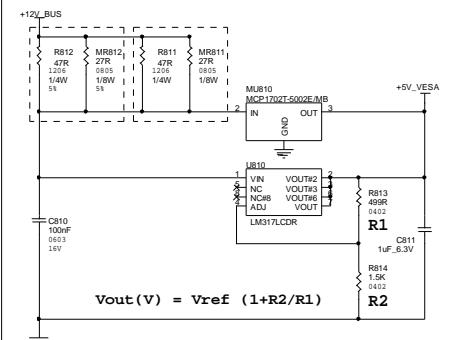 +12V_BUS
R812
47R
1206
1/4W
5%
MR812
27R
0805
1/8W
5%
R811
47R
1206
1/4W
MR811
27R
0805
1/8W
MU810
MCP1702T-5002E/MB
+5V_VESA
2
IN
OUT
3
GND
U810
1
VIN
VOUT#2
2
NC
VOUT#3
NC#8
VOUT#6
ADJ
VOUT
LM317LCDR
R813
499R
0402
R1
C810
100nF
0603
16V
C811
1uF_6.3V
R814
1.5K
0402
R2
Vout(V) = Vref (1+R2/R1)